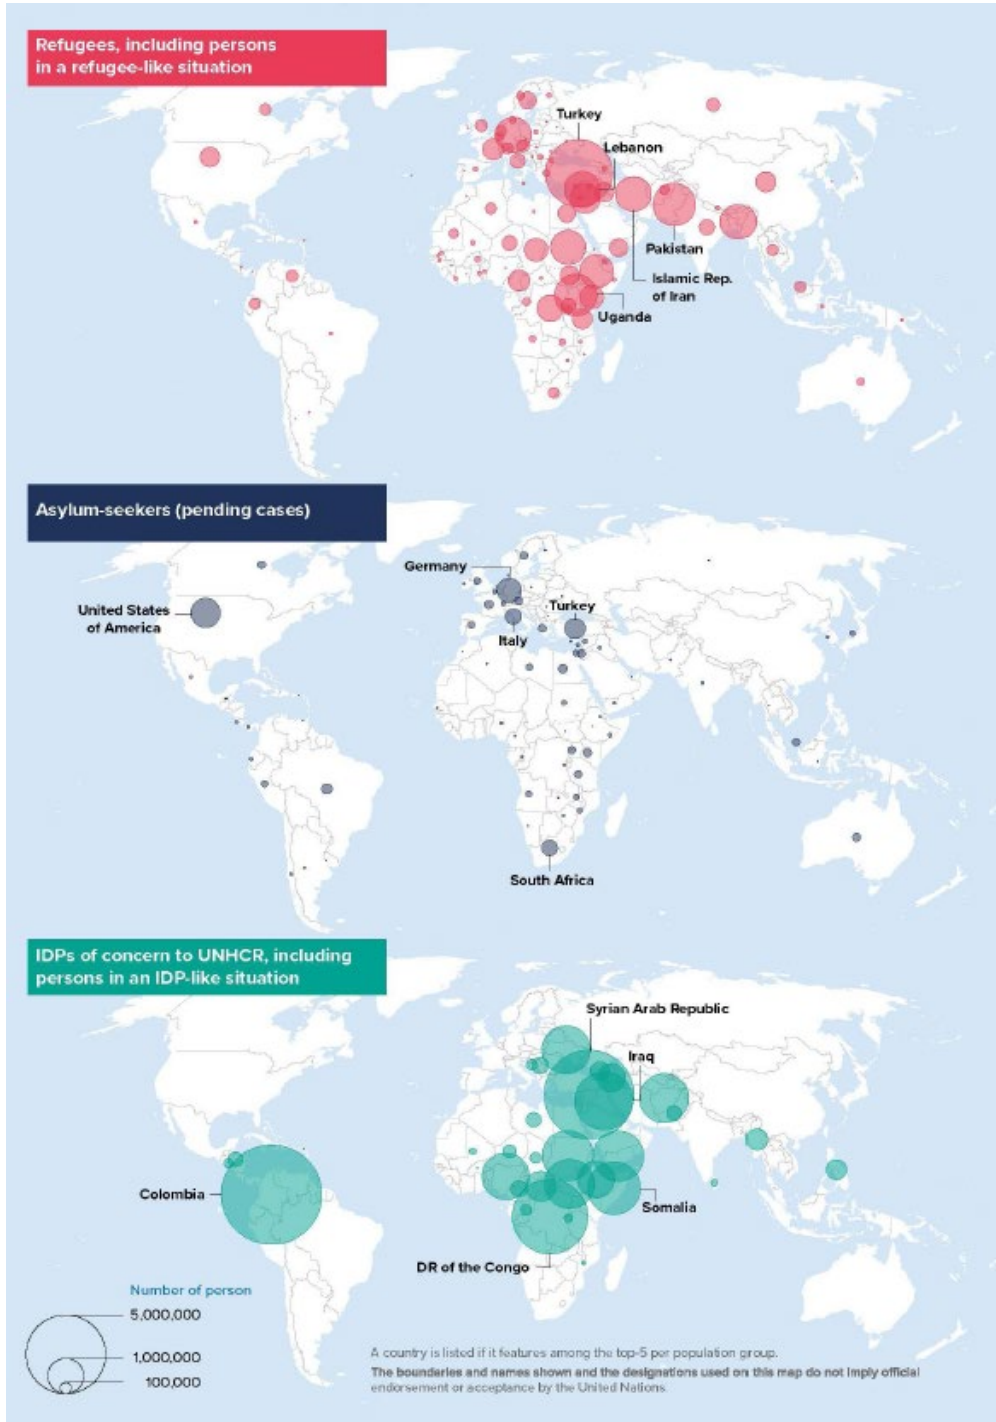 Refugees, including persons
in a refugee-like situation
Turkey
Lebanon
Pakistan
Islamic Rep.
of Iran
Uganda
Asylum-seekers (pending cases)
Germany
United States
of America
Turkey
Italy
South Africa
IDPs of concern to UNHCR, including
persons in an IDP-like situation
Syrian Arab Republic
Iraq
Colombia
Somalia
DR of the Congo
Number of person
5,000,000
1,000,000
100,000
A country is listed if it features among the top-5 per population group.
The boundaries and names shown and the designations used on this map do not imply official
endorsement or acceptance by the United Nations.